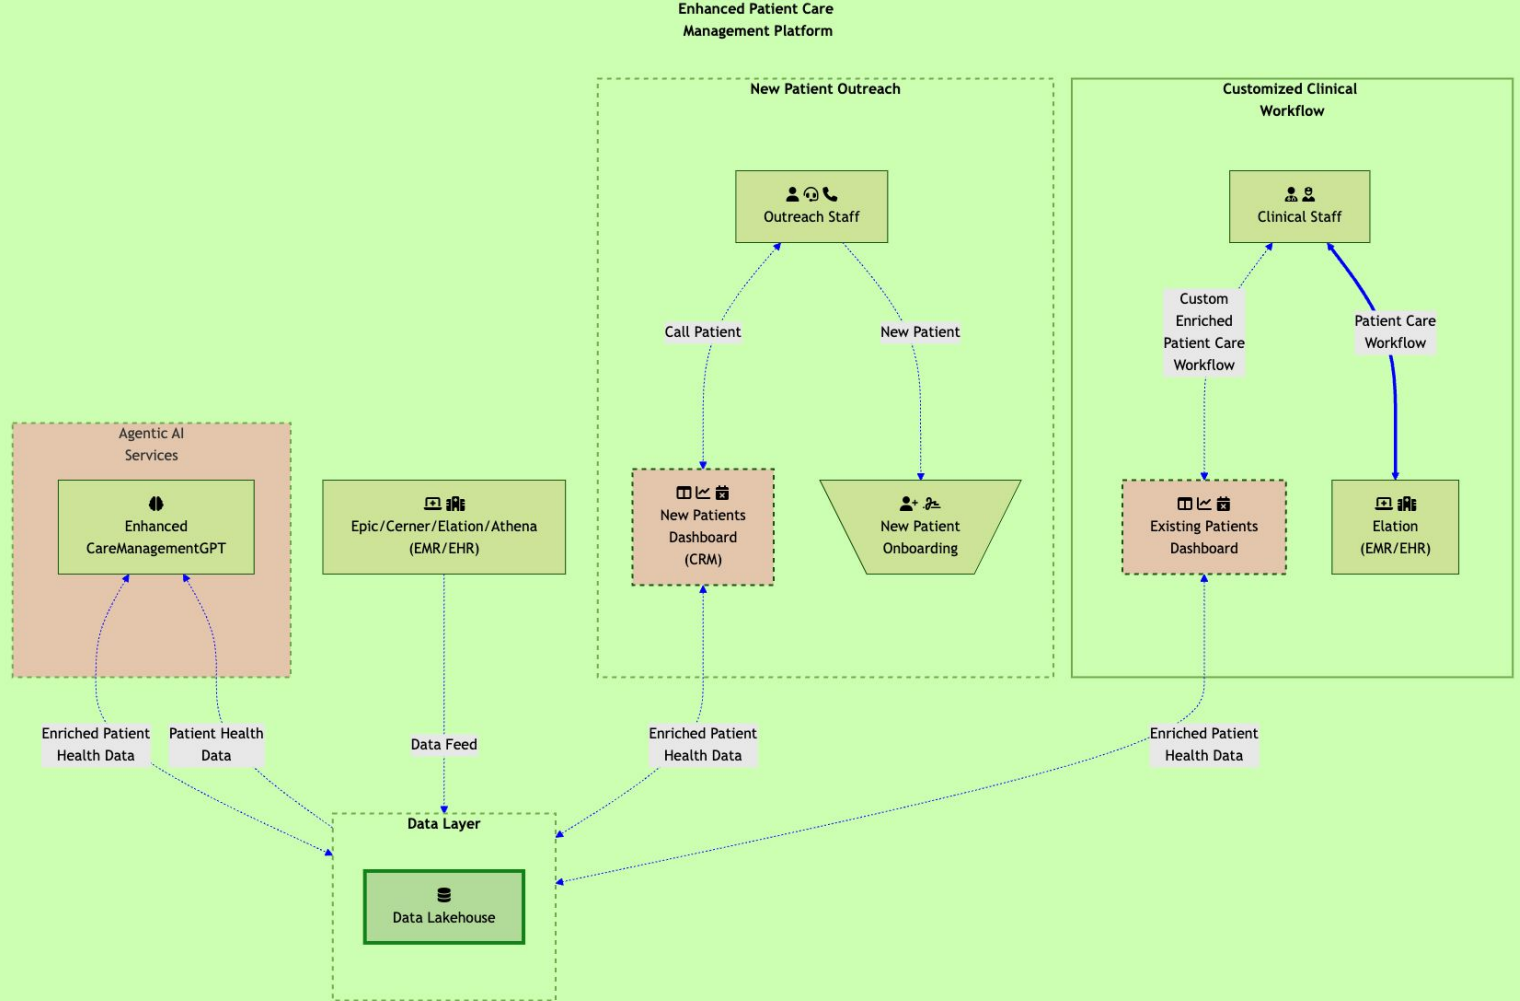 Enhanced Patient Care
Management Platform
New Patient Outreach
Customized Clinical
Workflow
Outreach Staff
Clinical Staff
Call Patient
New Patient
Custom
Enriched
Patient Care
Workflow
Patient Care
Workflow
Agentic AI
Services
Enhanced
CareManagementGPT
Epic/Cerner/Elation/Athena
(EMR/EHR)
New Patients
Dashboard
(CRM)
New Patient
Onboarding
Existing Patients
Dashboard
Elation
(EMR/EHR)
Enriched Patient
Health Data
Patient Health
Data
Data Feed
Enriched Patient
Health Data
Enriched Patient
Health Data
Data Layer
Data Lakehouse